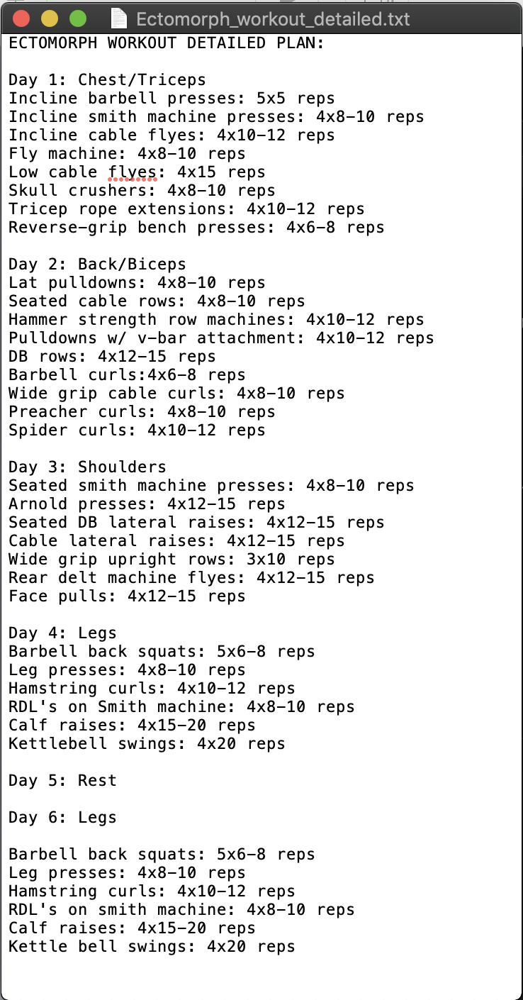 Ectomorph_workout_detailed.txt
ECTOMORPH WORKOUT DETAILED PLAN:
Day 1: Chest/Triceps
Incline barbell presses: 5x5 reps
Incline smith machine presses: 4x8-10 reps
Incline cable flyes: 4x10-12 reps
Fly machine: 4x8-10 reps
Low cable flyes: 4x15 reps
Skull crushers: 4x8-10 reps
Tricep rope extensions: 4x10-12 reps
Reverse-grip bench presses: 4x6-8 reps
Day 2: Back/Biceps
Lat pulldowns: 4x8-10 reps
Seated cable rows: 4x8-10 reps
Hammer strength row machines: 4x10-12 reps
Pulldowns w/ v-bar attachment: 4x10-12 reps
DB rows: 4x12-15 reps
Barbell curls:4x6-8 reps
Wide grip cable curls: 4x8-10 reps
Preacher curls: 4x8-10 reps
Spider curls: 4x10-12 reps
Day 3: Shoulders
Seated smith machine presses: 4x8-10 reps
Arnold presses: 4x12-15 reps
Seated DB lateral raises: 4x12-15 reps
Cable lateral raises: 4x12-15 reps
Wide grip upright rows: 3x10 reps
Rear delt machine flyes: 4x12-15 reps
Face pulls: 4x12-15 reps
Day 4: Legs
Barbell back squats: 5x6-8 reps
Leg presses: 4x8-10 reps
Hamstring curls: 4x10-12 reps
RDL's on Smith machine: 4x8-10 reps
Calf raises: 4x15-20 reps
Kettlebell swings: 4x20 reps
Day 5: Rest
Day 6: Legs
Barbell back squats: 5x6-8 reps
Leg presses: 4x8-10 reps
Hamstring curls: 4x10-12 reps
RDL's on smith machine: 4x8-10 reps
Calf raises: 4x15-20 reps
Kettle bell swings: 4x20 reps